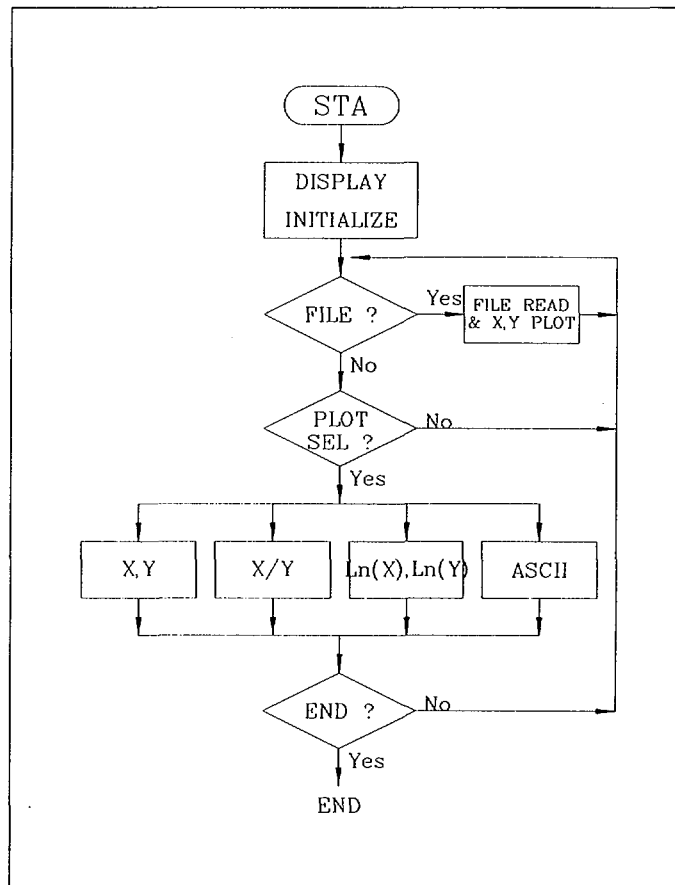 STA
DISPLAY
INITIALIZE
FILE ?
Yes
FILE READ
& X,Y PLOT
No
PLOT
SEL ?
No
Yes
X,Y
X/Y
Ln(X),Ln(Y)
ASCII
END ?
No
Yes
END